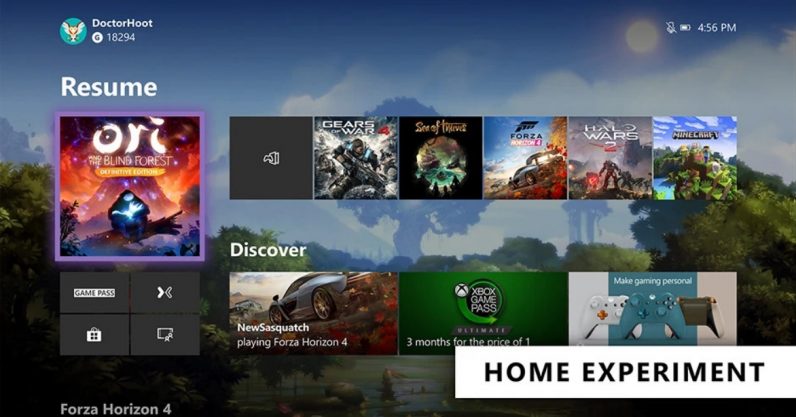 DoctorHoot
G 18294
4:56 PM
Resume
ori
AND THE BLIND FOREST
DEFINITIVE EDITION
GEARS
OF WAR 4
Sea of Thieves
FORZA
HORIZON 4
HALO
WARS
2
MINECRAFT
Discover
GAME PASS
NewSasquatch
playing Forza Horizon 4
XBOX
GAME
PASS
ULTIMATE
3 months for the price of 1
Make gaming personal
HOME EXPERIMENT
Forza Horizon 4